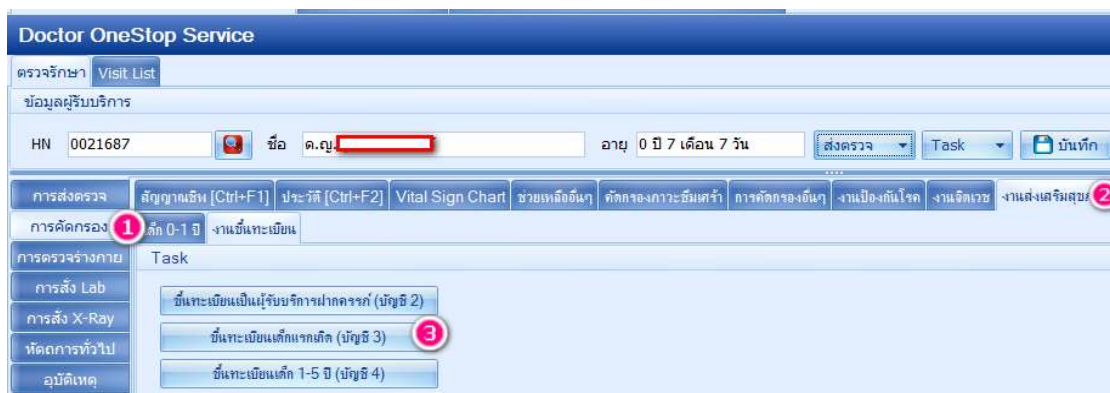 Doctor OneStop Service
ตรวจรักษา Visit List
ข้อมูลผู้รับบริการ
HN 0021687 ชื่อ ด.ญ. อายุ 0 ปี 7 เดือน 7 วัน ส่งตรวจ Task บันทึก
การส่งตรวจ สัญญาณชีพ [Ctrl+F1] ประวัติ [Ctrl+F2] Vital Sign Chart ช่วยเหลืออื่นๆ คัดกรองภาวะซึมเศร้า การคัดกรองอื่นๆ งานป้องกันโรค งานจิตเวช งานส่งเสริมสุขภ 2
การคัดกรอง 1 เด็ก 0-1 ปี งานขึ้นทะเบียน
การตรวจร่างกาย Task
การสั่ง Lab ขึ้นทะเบียนเป็นผู้รับบริการฝากครรภ์ (บัญชี 2)
การสั่ง X-Ray
ขึ้นทะเบียนเด็กแรกเกิด (บัญชี 3) 3
หัตถการทั่วไป
อุบัติเหตุ ขึ้นทะเบียนเด็ก 1-5 ปี (บัญชี 4)